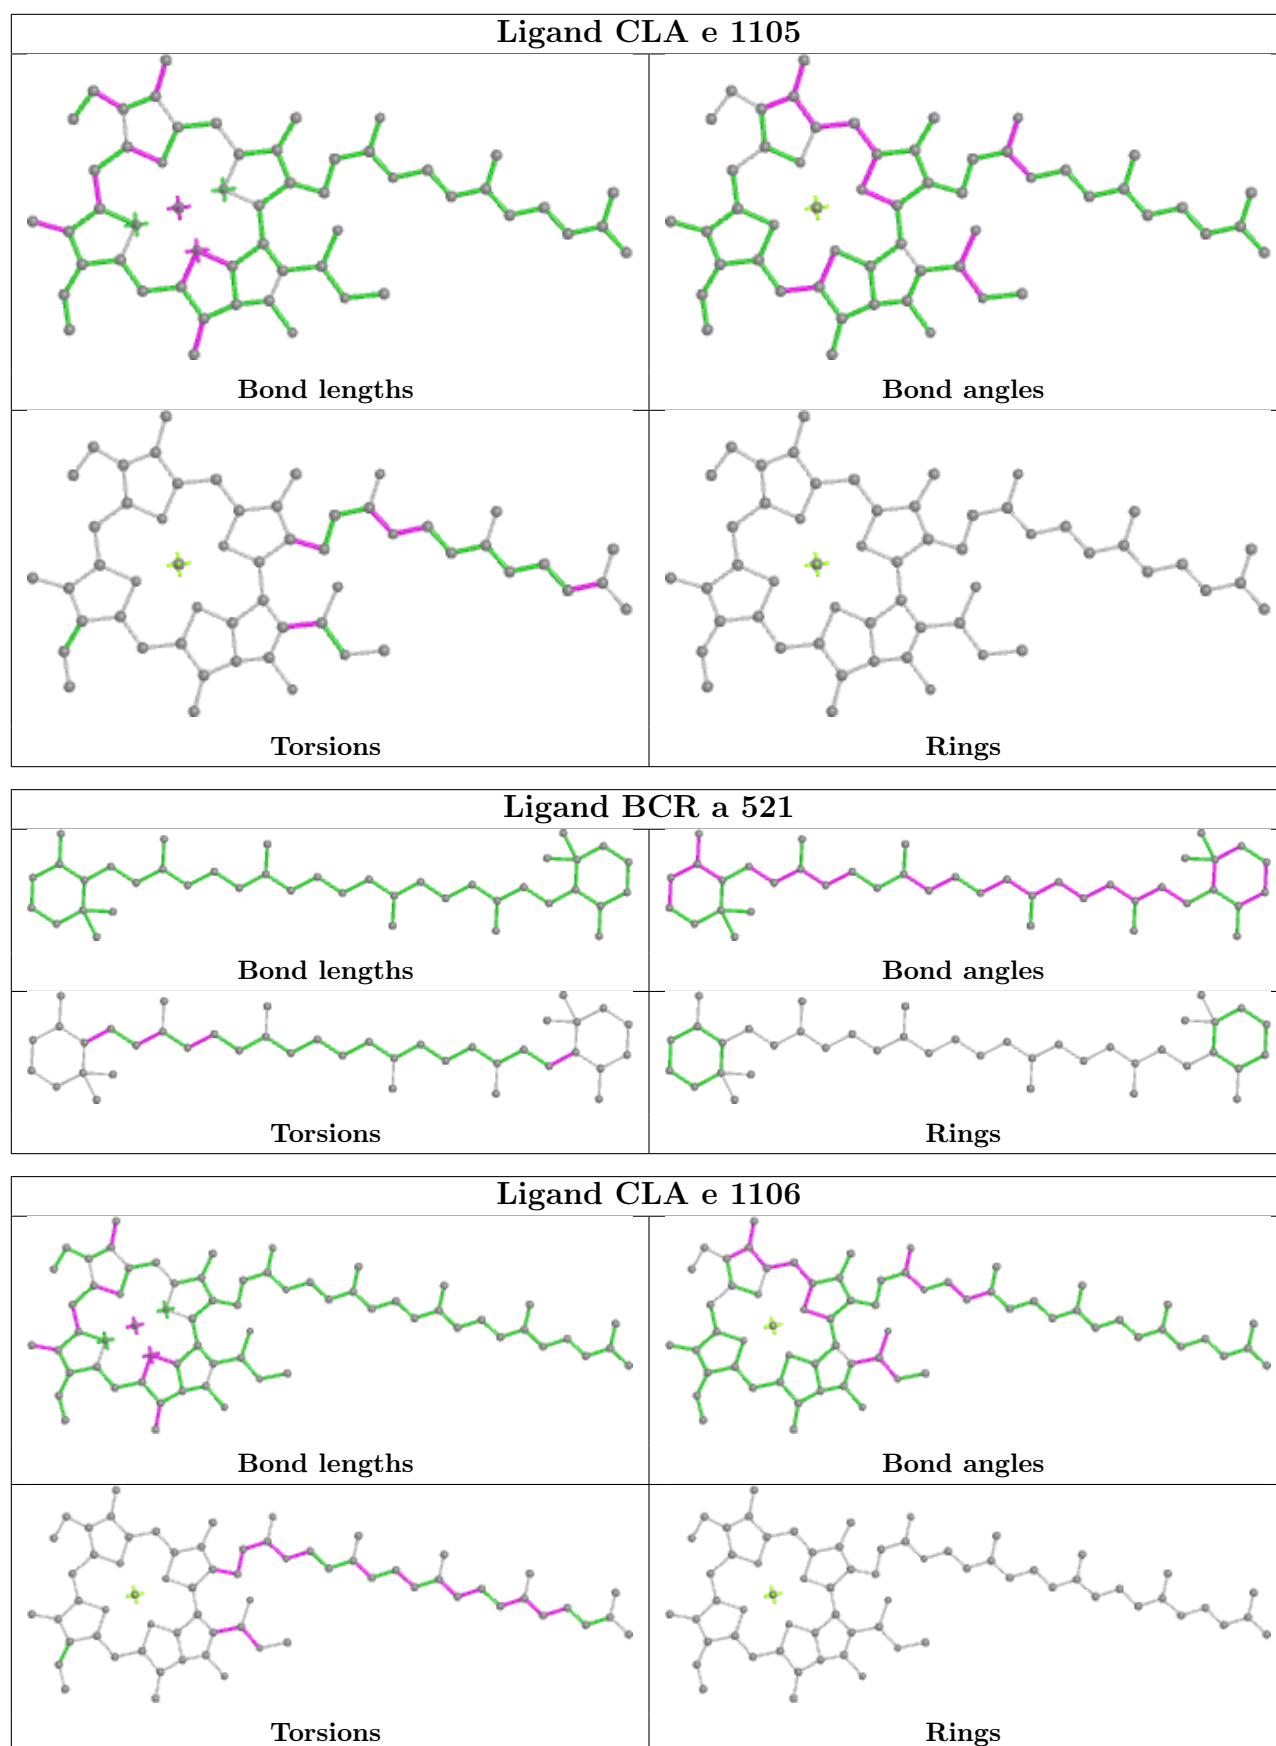 Ligand CLA e 1105
Bond lengths
Bond angles
Torsions
Rings
Ligand BCR a 521
Bond lengths
Bond angles
Torsions
Rings
Ligand CLA e 1106
Bond lengths
Bond angles
Torsions
Rings